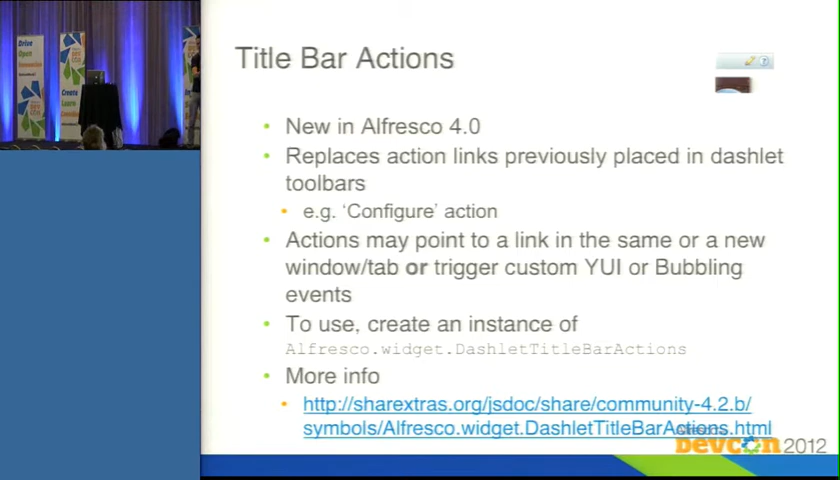 Title Bar Actions
New in Alfresco 4.0
Replaces action links previously placed in dashlet
toolbars
e.g. ‘Configure’ action
Actions may point to a link in the same or a new
window/tab or trigger custom YUI or Bubbling
events
To use, create an instance of
Alfresco.widget.DashletTitleBarActions
More info
http://sharextras.org/jsdoc/share/community-4.2.b/
symbols/Alfresco.widget.DashletTitleBarActions.html
DevCon 2012
Drive
Open